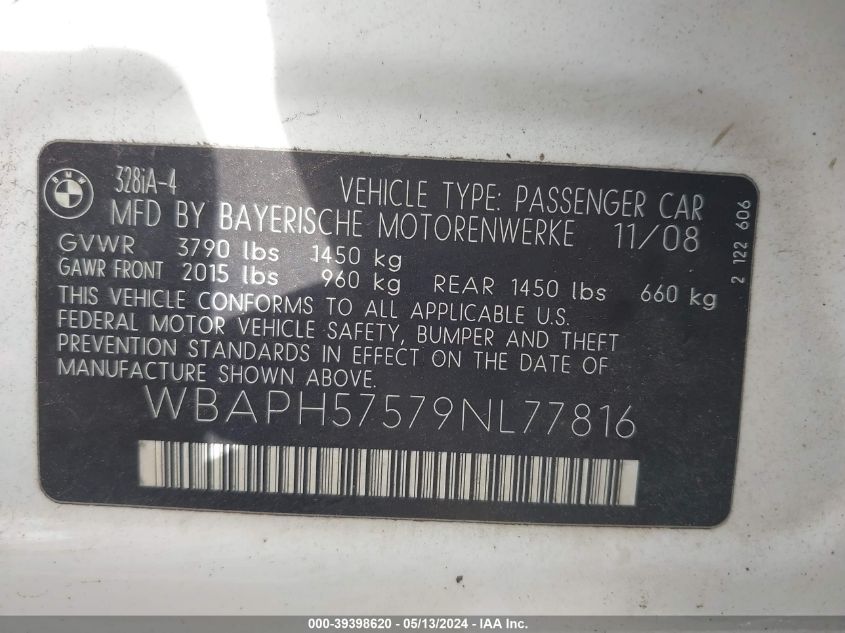 BMW
328iA-4
VEHICLE TYPE: PASSENGER CAR
MFD BY BAYERISCHE MOTORENWERKE 11/08
GVWR 3790 lbs 1450 kg
GAWR FRONT 2015 lbs 960 kg REAR 1450 lbs 660 kg
THIS VEHICLE CONFORMS TO ALL APPLICABLE U.S.
FEDERAL MOTOR VEHICLE SAFETY, BUMPER AND THEFT
PREVENTION STANDARDS IN EFFECT ON THE DATE OF
MANUFACTURE SHOWN ABOVE.
WBAPH57579NL77816
2 122 606
000-39398620 - 05/13/2024 - IAA Inc.